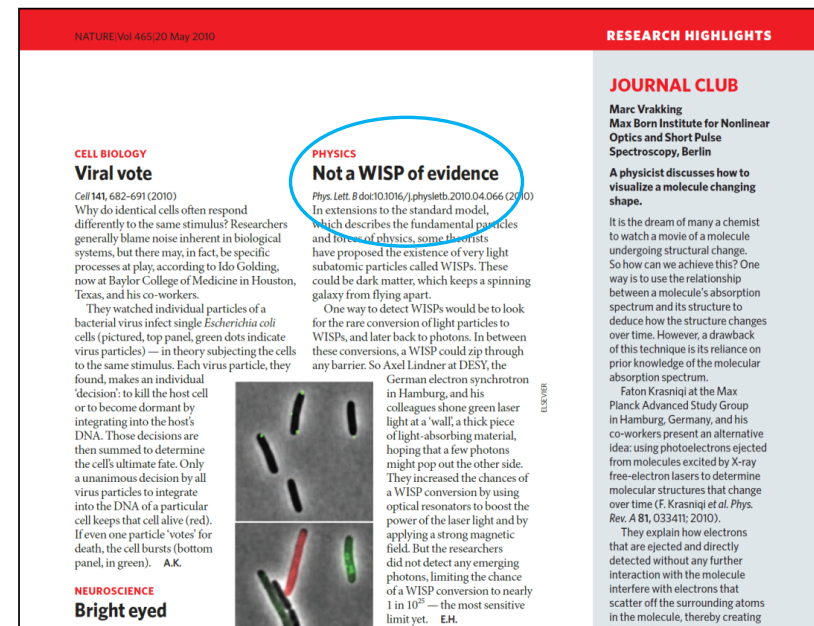 NATURE|Vol 465|20 May 2010
RESEARCH HIGHLIGHTS
CELL BIOLOGY
Viral vote
Cell 141, 682–691 (2010)
Why do identical cells often respond
differently to the same stimulus? Researchers
generally blame noise inherent in biological
systems, but there may, in fact, be specific
processes at play, according to Ido Golding,
now at Baylor College of Medicine in Houston,
Texas, and his co-workers.
They watched individual particles of a
bacterial virus infect single Escherichia coli
cells (pictured, top panel, green dots indicate
virus particles) — in theory subjecting the cells
to the same stimulus. Each virus particle, they
found, makes an individual
'decision': to kill the host cell
or to become dormant by
integrating into the host's
DNA. Those decisions are
then summed to determine
the cell's ultimate fate. Only
a unanimous decision by all
virus particles to integrate
into the DNA of a particular
cell keeps that cell alive (red).
If even one particle 'votes' for
death, the cell bursts (bottom
panel, in green). A.K.
NEUROSCIENCE
Bright eyed
PHYSICS
Not a WISP of evidence
Phys. Lett. B doi:10.1016/j.physletb.2010.04.066 (2010)
In extensions to the standard model,
which describes the fundamental particles
and forces of physics, some theorists
have proposed the existence of very light
subatomic particles called WISPs. These
could be dark matter, which keeps a spinning
galaxy from flying apart.
One way to detect WISPs would be to look
for the rare conversion of light particles to
WISPs, and later back to photons. In between
these conversions, a WISP could zip through
any barrier. So Axel Lindner at DESY, the
German electron synchrotron
in Hamburg, and his
colleagues shone green laser
light at a 'wall', a thick piece
of light-absorbing material,
hoping that a few photons
might pop out the other side.
They increased the chances of
a WISP conversion by using
optical resonators to boost the
power of the laser light and by
applying a strong magnetic
field. But the researchers
did not detect any emerging
photons, limiting the chance
of a WISP conversion to nearly
1 in 10²⁵ — the most sensitive
limit yet. E.H.
ELSEVIER
JOURNAL CLUB
Marc Vrakking
Max Born Institute for Nonlinear
Optics and Short Pulse
Spectroscopy, Berlin
A physicist discusses how to
visualize a molecule changing
shape.
It is the dream of many a chemist
to watch a movie of a molecule
undergoing structural change.
So how can we achieve this? One
way is to use the relationship
between a molecule's absorption
spectrum and its structure to
deduce how the structure changes
over time. However, a drawback
of this technique is its reliance on
prior knowledge of the molecular
absorption spectrum.
Faton Krasniqi at the Max
Planck Advanced Study Group
in Hamburg, Germany, and his
co-workers present an alternative
idea: using photoelectrons ejected
from molecules excited by X-ray
free-electron lasers to determine
molecular structures that change
over time (F. Krasniqi et al. Phys.
Rev. A 81, 033411; 2010).
They explain how electrons
that are ejected and directly
detected without any further
interaction with the molecule
interfere with electrons that
scatter off the surrounding atoms
in the molecule, thereby creating